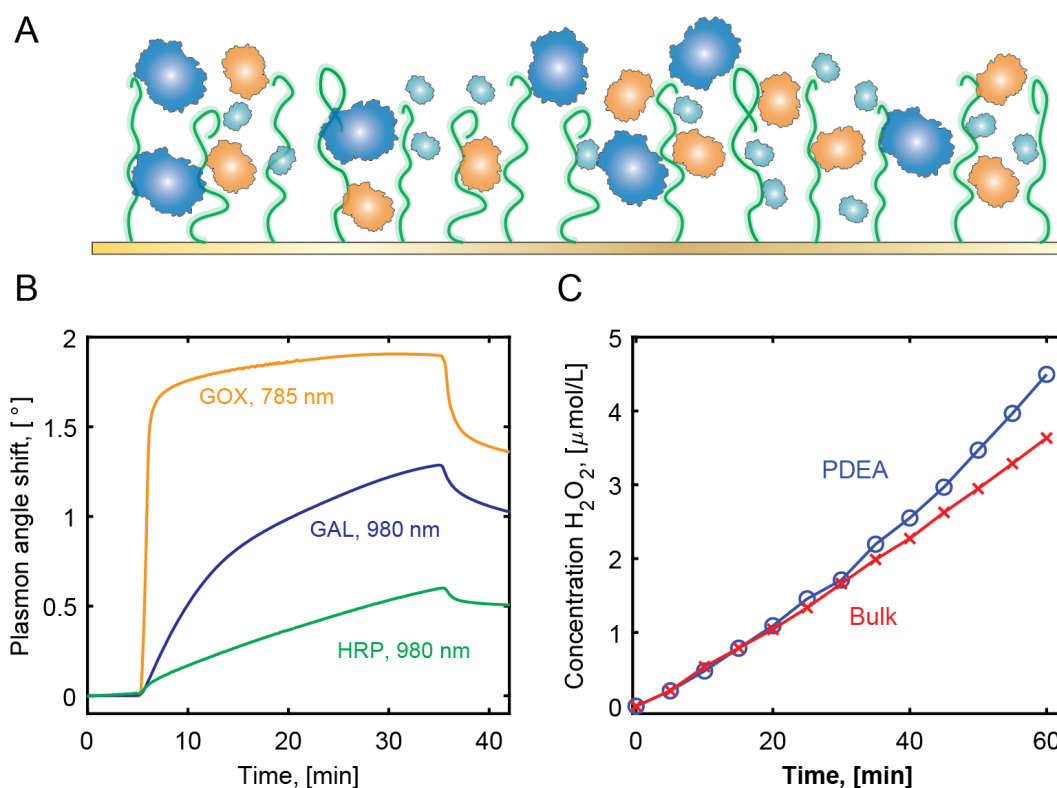 A
B
C
2
1.5
1
0.5
0
Plasmon angle shift, [°]
GOX, 785 nm
GAL, 980 nm
HRP, 980 nm
0 10 20 30 40
Time, [min]
5
4
3
2
1
0
Concentration H₂O₂, [μmol/L]
PDEA
Bulk
0 20 40 60
Time, [min]